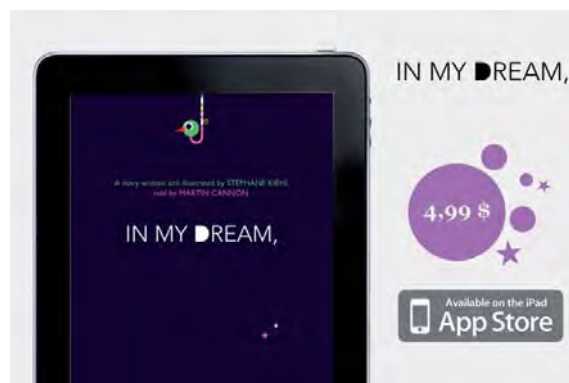 A story written and illustrated by STÉPHANE KIEHL
told by MARTIN CANNON
IN MY DREAM,
IN MY DREAM,
4,99 $
Available on the iPad
App Store